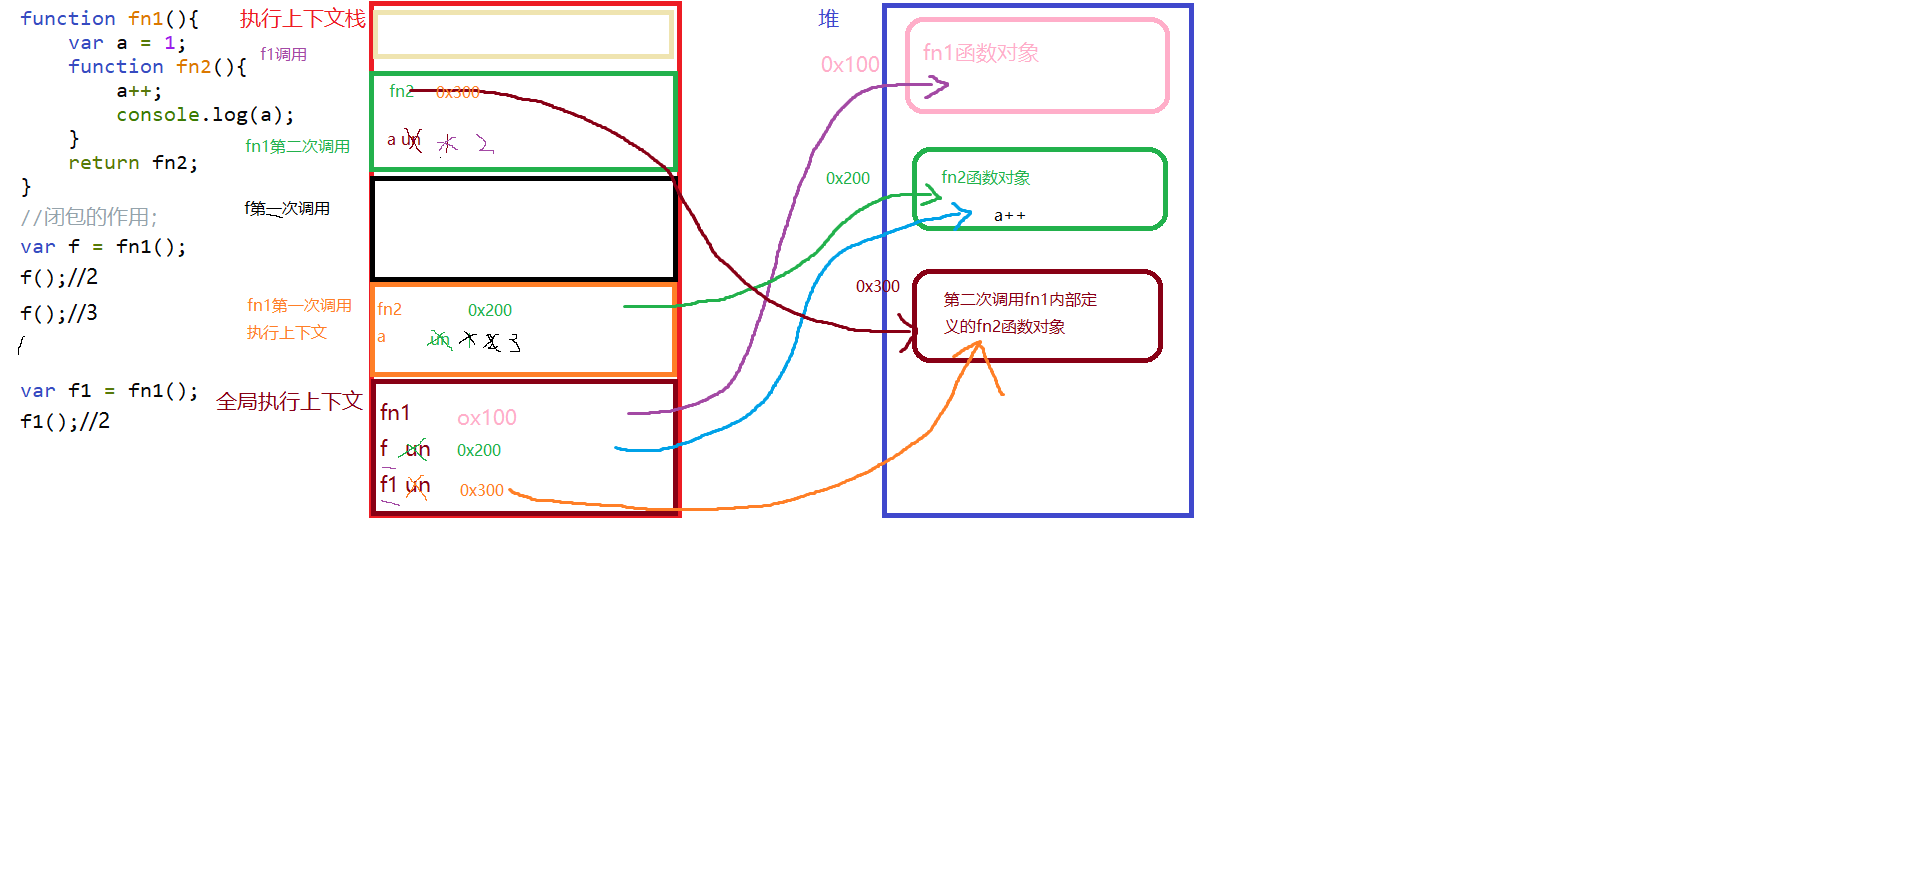 function fn1(){
    var a = 1;
    function fn2(){
        a++;
        console.log(a);
    }
    return fn2;
}
//闭包的作用;
var f = fn1();
f();//2
f();//3
var f1 = fn1();
f1();//2
执行上下文栈
f1调用
fn1第二次调用
f第一次调用
fn1第一次调用
执行上下文
全局执行上下文
fn2 0x300
a un 2
fn2 0x200
a un 3
fn1 ox100
f un 0x200
f1 un 0x300
堆
0x100
fn1函数对象
0x200
fn2函数对象
a++
0x300
第二次调用fn1内部定
义的fn2函数对象